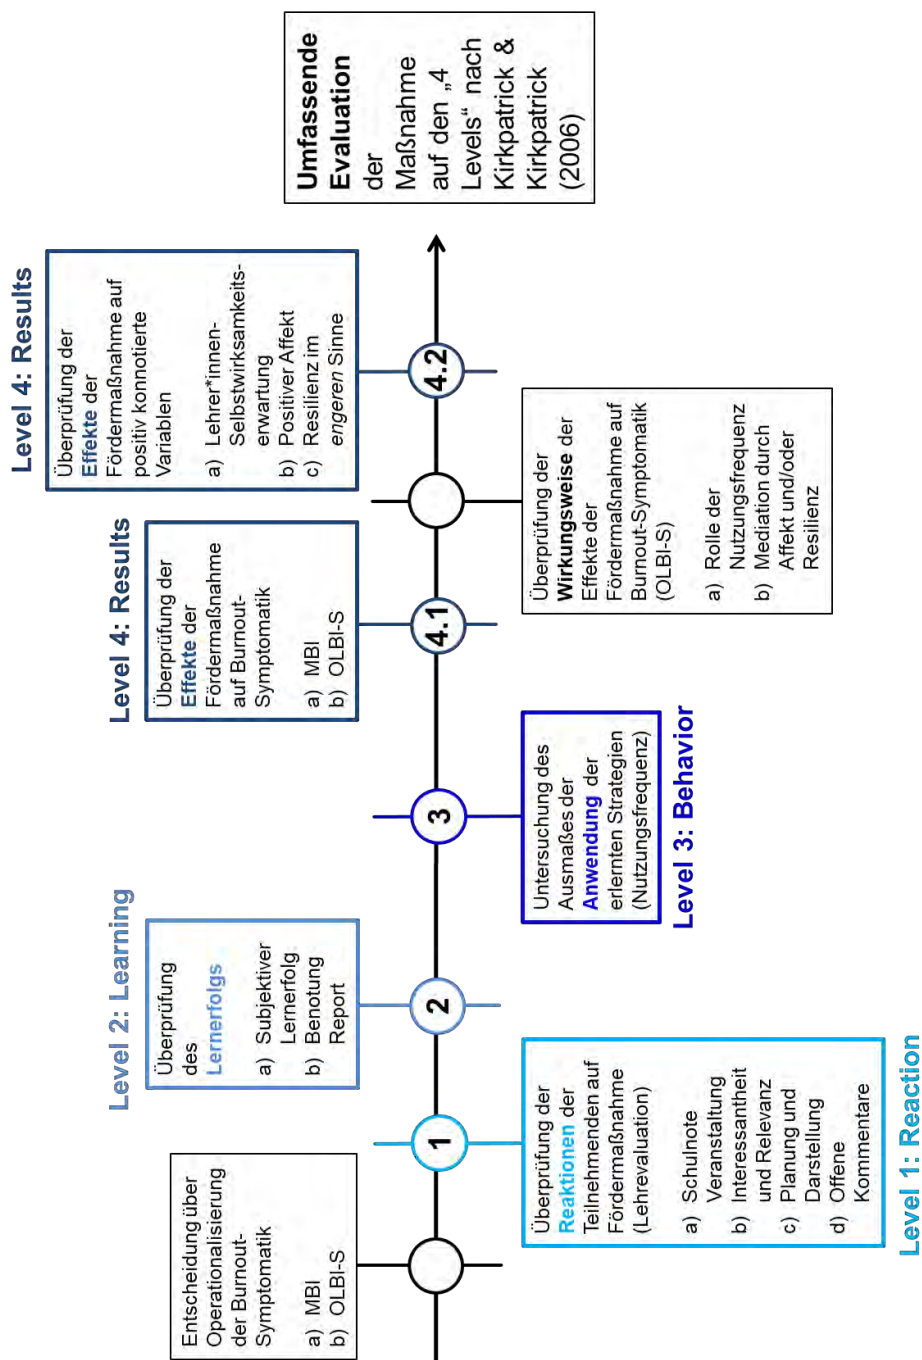 Entscheidung über
Operationalisierung
der Burnout-
Symptomatik
a) MBI
b) OLBI-S
1
Überprüfung der
Reaktionen der
Teilnehmenden auf
Fördermaßnahme
(Lehrevaluation)
a) Schulnote
Veranstaltung
b) Interessantheit
und Relevanz
c) Planung und
Darstellung
d) Offene
Kommentare
Level 1: Reaction
Level 2: Learning
Überprüfung
des
Lernerfolgs
a) Subjektiver
Lernerfolg
b) Benotung
Report
2
3
Untersuchung des
Ausmaßes der
Anwendung der
erlernten Strategien
(Nutzungsfrequenz)
Level 3: Behavior
Level 4: Results
Überprüfung der
Effekte der
Fördermaßnahme
auf Burnout-
Symptomatik
a) MBI
b) OLBI-S
4.1
Überprüfung der
Wirkungsweise der
Effekte der
Fördermaßnahme auf
Burnout-Symptomatik
(OLBI-S)
a) Rolle der
Nutzungsfrequenz
b) Mediation durch
Affekt und/oder
Resilienz
Level 4: Results
Überprüfung der
Effekte der
Fördermaßnahme auf
positiv konnotierte
Variablen
a) Lehrer*innen-
Selbstwirksamkeits-
erwartung
b) Positiver Affekt
c) Resilienz im
engeren Sinne
4.2
Umfassende
Evaluation
der
Maßnahme
auf den „4
Levels“ nach
Kirkpatrick &
Kirkpatrick
(2006)